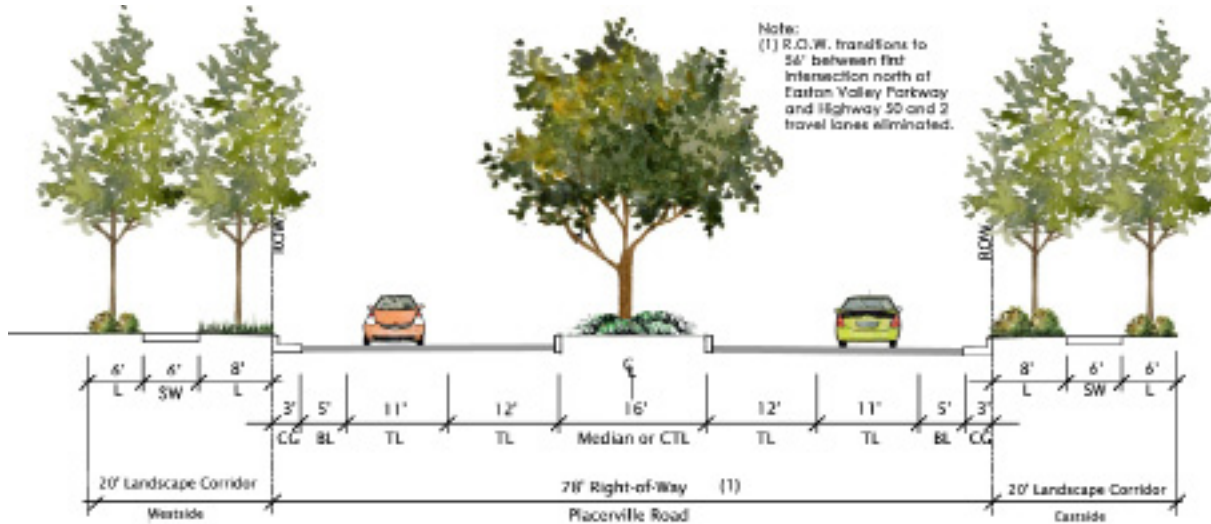 Note:
(1) R.O.W. transitions to
56' between first
intersection north of
Easton Valley Parkway
and Highway 50 and 2
travel lanes eliminated.
ROW
ROW
6' 6' 8'
L SW L
℄
8' 6' 6'
L SW L
3' 5' 11' 12' 16' 12' 11' 5' 3'
CG BL TL TL Median or CTL TL TL BL CG
20' Landscape Corridor
78' Right-of-Way (1)
20' Landscape Corridor
Westside
Placerville Road
Eastside